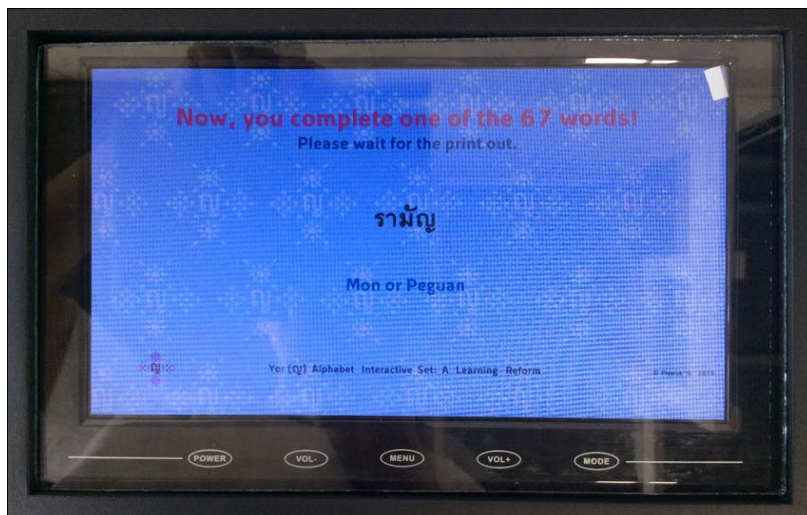 Now, you complete one of the 67 words!
Please wait for the print out.
รามัญ
Mon or Peguan
ญ
Yor (ญ) Alphabet Interactive Set: A Learning Reform
POWER
VOL-
MENU
VOL+
MODE